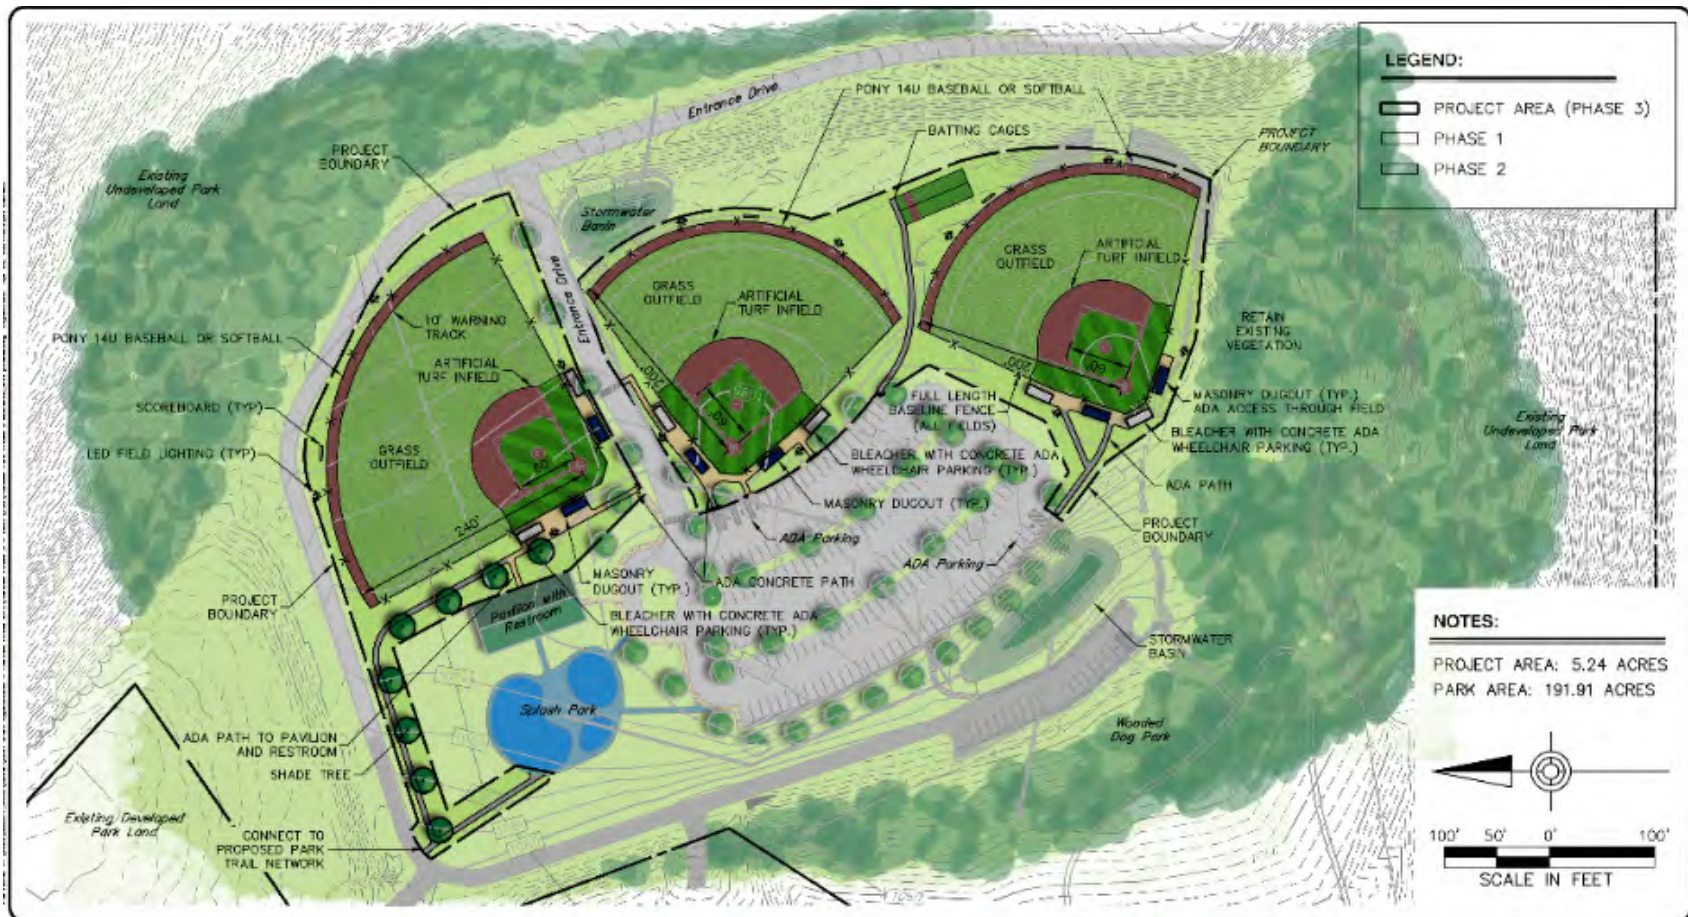 LEGEND:
PROJECT AREA (PHASE 3)
PHASE 1
PHASE 2
Entrance Drive
PONY 14U BASEBALL OR SOFTBALL
BATTING CAGES
PROJECT
BOUNDARY
PROJECT
BOUNDARY
Existing
Undeveloped Park
Land
Stormwater
Basin
Entrance Drive
GRASS
OUTFIELD
ARTIFICIAL
TURF INFIELD
GRASS
OUTFIELD
ARTIFICIAL
TURF INFIELD
10' WARNING
TRACK
PONY 14U BASEBALL OR SOFTBALL
ARTIFICIAL
TURF INFIELD
RETAIN
EXISTING
VEGETATION
200'
60'
200'
60'
SCOREBOARD (TYP)
FULL LENGTH
BASELINE FENCE
(ALL FIELDS)
MASONRY DUGOUT (TYP.)
ADA ACCESS THROUGH FIELD
Existing
Undeveloped Park
Land
BLEACHER WITH CONCRETE ADA
WHEELCHAIR PARKING (TYP.)
LED FIELD LIGHTING (TYP)
GRASS
OUTFIELD
60'
BLEACHER WITH CONCRETE ADA
WHEELCHAIR PARKING (TYP.)
ADA PATH
MASONRY DUGOUT (TYP.)
240'
PROJECT
BOUNDARY
ADA Parking
ADA Parking
MASONRY
DUGOUT (TYP.)
ADA CONCRETE PATH
PROJECT
BOUNDARY
Pavilion with
Restroom
BLEACHER WITH CONCRETE ADA
WHEELCHAIR PARKING (TYP.)
STORMWATER
BASIN
Splash Park
Wooded
Dog Park
ADA PATH TO PAVILION
AND RESTROOM
SHADE TREE
Existing Developed
Park Land
CONNECT TO
PROPOSED PARK
TRAIL NETWORK
NOTES:
PROJECT AREA: 5.24 ACRES
PARK AREA: 191.91 ACRES
100' 50' 0' 100'
SCALE IN FEET